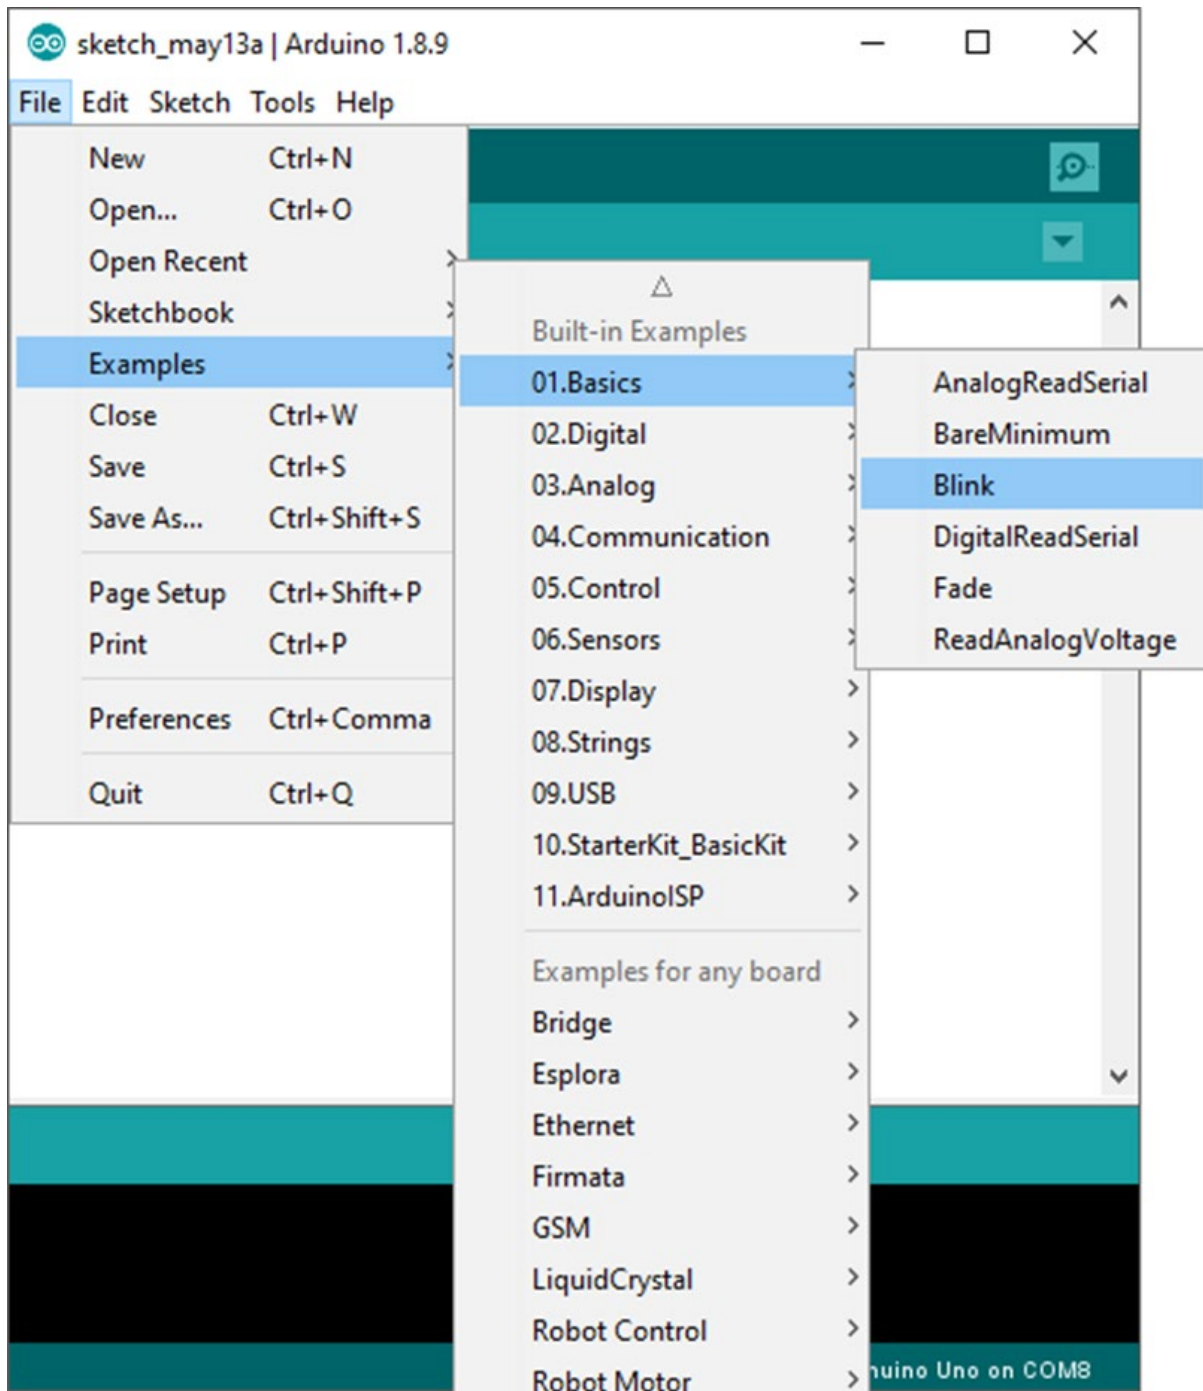 sketch_may13a | Arduino 1.8.9
File Edit Sketch Tools Help
New Ctrl+N
Open... Ctrl+O
Open Recent
Sketchbook
Examples
Close Ctrl+W
Save Ctrl+S
Save As... Ctrl+Shift+S
Page Setup Ctrl+Shift+P
Print Ctrl+P
Preferences Ctrl+Comma
Quit Ctrl+Q
Built-in Examples
01.Basics
02.Digital
03.Analog
04.Communication
05.Control
06.Sensors
07.Display
08.Strings
09.USB
10.StarterKit_BasicKit
11.ArduinoISP
Examples for any board
Bridge
Esplora
Ethernet
Firmata
GSM
LiquidCrystal
Robot Control
Robot Motor
AnalogReadSerial
BareMinimum
Blink
DigitalReadSerial
Fade
ReadAnalogVoltage
Uno on COM8